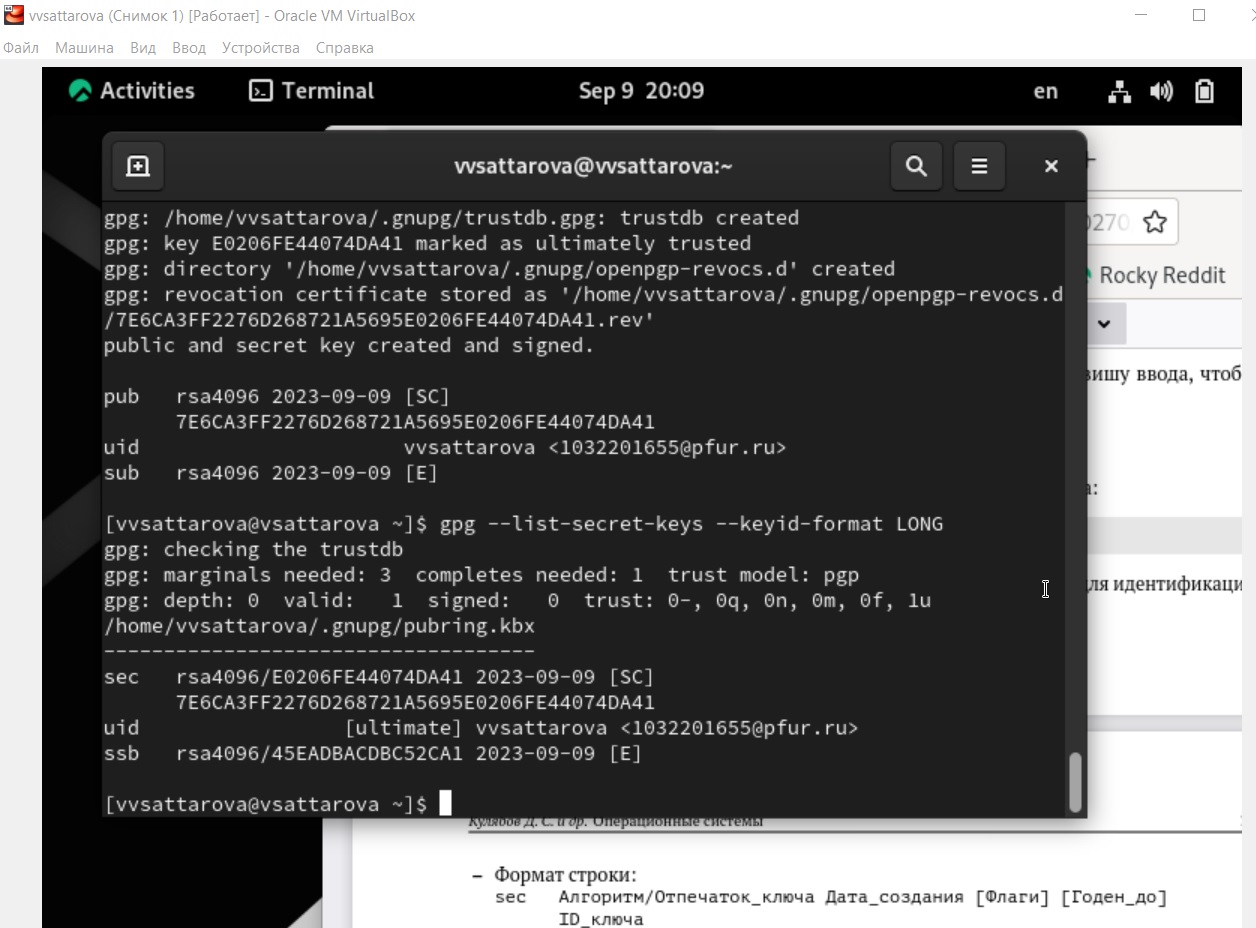 vvsattarova (Снимок 1) [Работает] - Oracle VM VirtualBox
Файл Машина Вид Ввод Устройства Справка
Activities Terminal Sep 9 20:09 en
vvsattarova@vvsattarova:~
gpg: /home/vvsattarova/.gnupg/trustdb.gpg: trustdb created
gpg: key E0206FE44074DA41 marked as ultimately trusted
gpg: directory '/home/vvsattarova/.gnupg/openpgp-revocs.d' created
gpg: revocation certificate stored as '/home/vvsattarova/.gnupg/openpgp-revocs.d
/7E6CA3FF2276D268721A5695E0206FE44074DA41.rev'
public and secret key created and signed.
pub rsa4096 2023-09-09 [SC]
7E6CA3FF2276D268721A5695E0206FE44074DA41
uid vvsattarova <1032201655@pfur.ru>
sub rsa4096 2023-09-09 [E]
[vvsattarova@vsattarova ~]$ gpg --list-secret-keys --keyid-format LONG
gpg: checking the trustdb
gpg: marginals needed: 3 completes needed: 1 trust model: pgp
gpg: depth: 0 valid: 1 signed: 0 trust: 0-, 0q, 0n, 0m, 0f, 1u
/home/vvsattarova/.gnupg/pubring.kbx
------------------------------------
sec rsa4096/E0206FE44074DA41 2023-09-09 [SC]
7E6CA3FF2276D268721A5695E0206FE44074DA41
uid [ultimate] vvsattarova <1032201655@pfur.ru>
ssb rsa4096/45EADBACDBC52CA1 2023-09-09 [E]
[vvsattarova@vsattarova ~]$
270
Rocky Reddit
вишу ввода, чтоб
а:
ля идентификаци
Кулябов Д. С. и др. Операционные системы
– Формат строки:
sec Алгоритм/Отпечаток_ключа Дата_создания [Флаги] [Годен_до]
ID_ключа